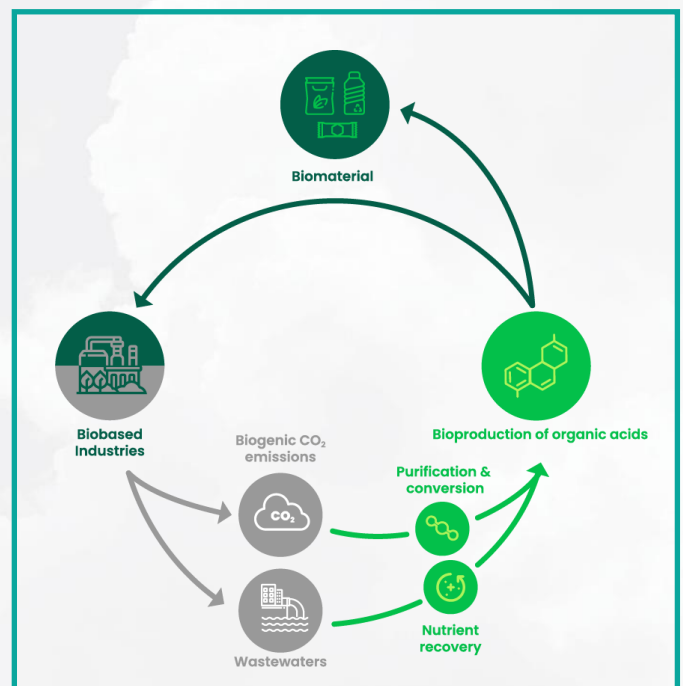 Biomaterial
Biobased
Industries
Bioproduction of organic acids
Biogenic CO₂
emissions
CO₂
Purification &
conversion
Wastewaters
Nutrient
recovery